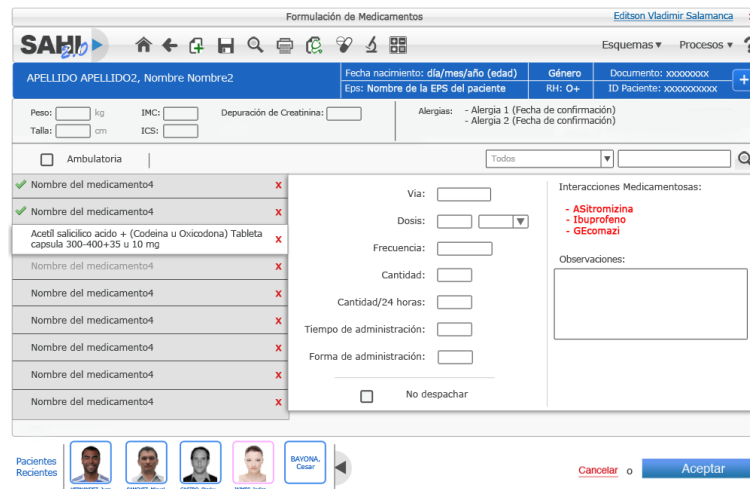 Formulación de Medicamentos
Editson Vladimir Salamanca
SAHI 2.0
Esquemas▼ Procesos▼ ?
APELLIDO APELLIDO2, Nombre Nombre2
Fecha nacimiento: día/mes/año (edad) Género Documento: xxxxxxxx
Eps: Nombre de la EPS del paciente RH: O+ ID Paciente: xxxxxxxxxx
+
Peso: kg IMC: Depuración de Creatinina: Alergias: - Alergia 1 (Fecha de confirmación)
- Alergia 2 (Fecha de confirmación)
Talla: cm ICS:
Ambulatoria
Todos
Nombre del medicamento4 x
Nombre del medicamento4 x
Acetíl salicilico acido + (Codeina u Oxicodona) Tableta
capsula 300-400+35 u 10 mg x
Nombre del medicamento4 x
Nombre del medicamento4 x
Nombre del medicamento4 x
Nombre del medicamento4 x
Nombre del medicamento4 x
Nombre del medicamento4 x
Via:
Dosis:
Frecuencia:
Cantidad:
Cantidad/24 horas:
Tiempo de administración:
Forma de administración:
No despachar
Interacciones Medicamentosas:
- ASitromizina
- Ibuprofeno
- GEcomazi
Observaciones:
Pacientes
Recientes
BAYONA,
Cesar
Cancelar o Aceptar